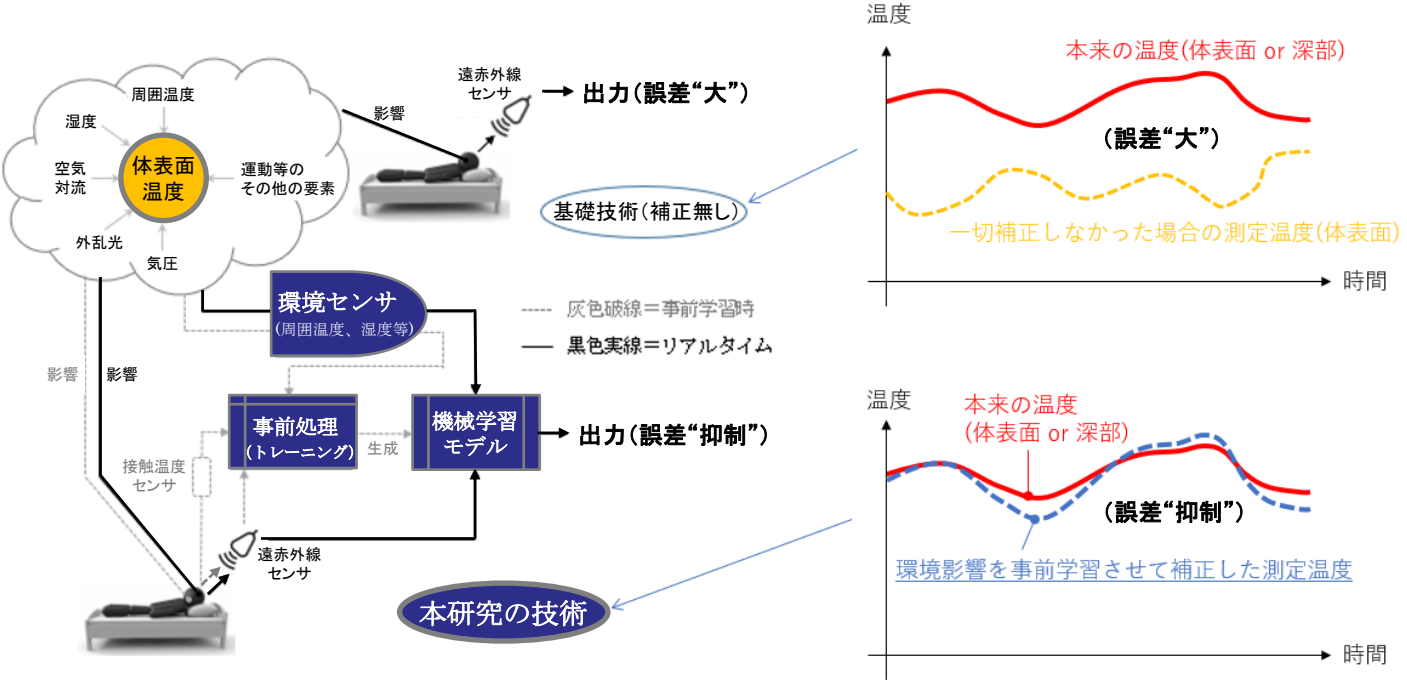 周囲温度
湿度
空気
対流
体表面
温度
運動等の
その他の要素
外乱光
気圧
影響
遠赤外線
センサ
出力(誤差“大”)
基礎技術(補正無し)
環境センサ
(周囲温度、湿度等)
灰色破線=事前学習時
黒色実線=リアルタイム
影響
影響
事前処理
(トレーニング)
生成
機械学習
モデル
出力(誤差“抑制”)
接触温度
センサ
遠赤外線
センサ
本研究の技術
温度
本来の温度(体表面 or 深部)
(誤差“大”)
一切補正しなかった場合の測定温度(体表面)
時間
温度
本来の温度
(体表面 or 深部)
(誤差“抑制”)
環境影響を事前学習させて補正した測定温度
時間